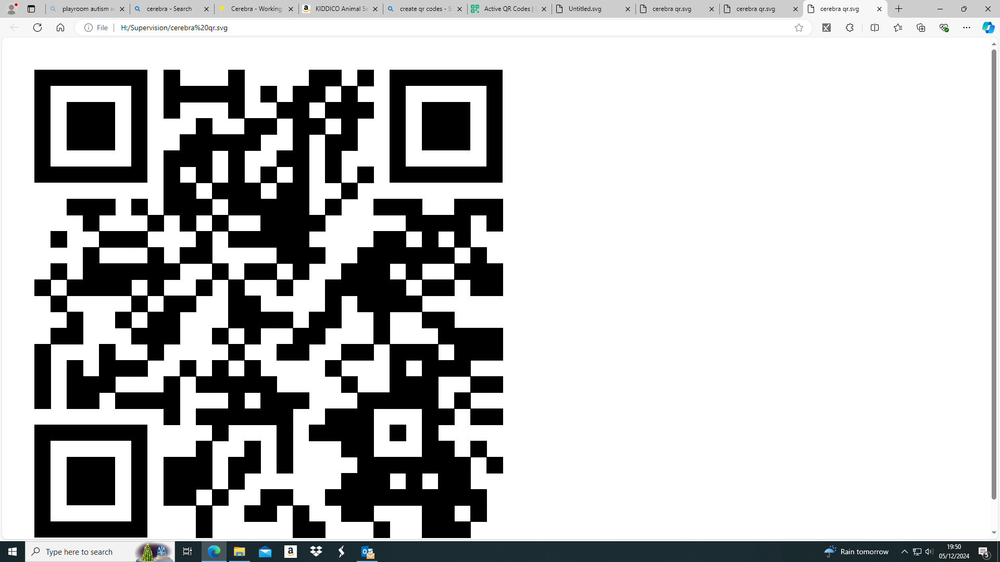 playroom autism w
cerebra - Search
Cerebra - Working
KIDDICO Animal Se
create qr codes - S
Active QR Codes |
Untitled.svg
cerebra qr.svg
cerebra qr.svg
cerebra qr.svg
File
H:/Supervision/cerebra%20qr.svg
Type here to search
Rain tomorrow
19:50
05/12/2024
5